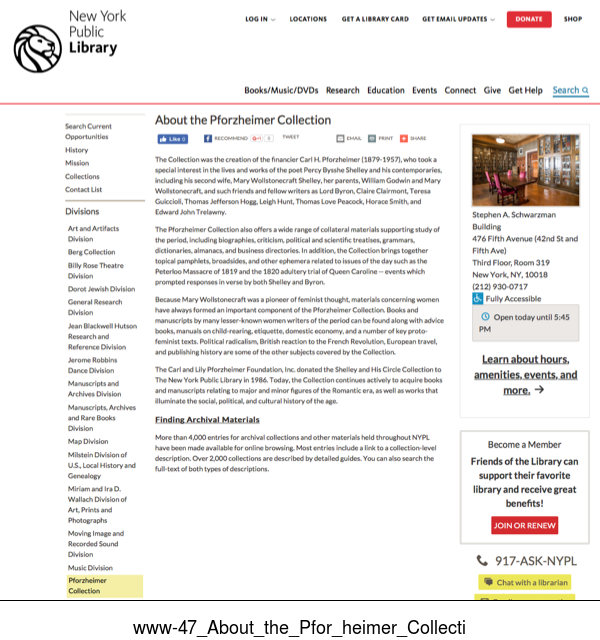 New York
Public
Library
LOG IN
LOCATIONS
GET A LIBRARY CARD
GET EMAIL UPDATES
DONATE
SHOP
Books/Music/DVDs Research Education Events Connect Give Get Help Search
Search Current
Opportunities
History
Mission
Collections
Contact List
Divisions
Art and Artifacts
Division
Berg Collection
Billy Rose Theatre
Division
Dorot Jewish Division
General Research
Division
Jean Blackwell Hutson
Research and
Reference Division
Jerome Robbins
Dance Division
Manuscripts and
Archives Division
Manuscripts, Archives
and Rare Books
Division
Map Division
Milstein Division of
U.S., Local History and
Genealogy
Miriam and Ira D.
Wallach Division of
Art, Prints and
Photographs
Moving Image and
Recorded Sound
Division
Music Division
Pforzheimer
Collection
About the Pforzheimer Collection
Like 0
RECOMMEND
TWEET
EMAIL
PRINT
SHARE
The Collection was the creation of the financier Carl H. Pforzheimer (1879-1957), who took a
special interest in the lives and works of the poet Percy Bysshe Shelley and his contemporaries,
including his second wife, Mary Wollstonecraft Shelley, her parents, William Godwin and Mary
Wollstonecraft, and such friends and fellow writers as Lord Byron, Claire Clairmont, Teresa
Guiccioli, Thomas Jefferson Hogg, Leigh Hunt, Thomas Love Peacock, Horace Smith, and
Edward John Trelawny.
The Pforzheimer Collection also offers a wide range of collateral materials supporting study of
the period, including biographies, criticism, political and scientific treatises, grammars,
dictionaries, almanacs, and business directories. In addition, the Collection brings together
topical pamphlets, broadsides, and other ephemera related to issues of the day such as the
Peterloo Massacre of 1819 and the 1820 adultery trial of Queen Caroline -- events which
prompted responses in verse by both Shelley and Byron.
Because Mary Wollstonecraft was a pioneer of feminist thought, materials concerning women
have always formed an important component of the Pforzheimer Collection. Books and
manuscripts by many lesser-known women writers of the period can be found along with advice
books, manuals on child-rearing, etiquette, domestic economy, and a number of key proto-
feminist texts. Political radicalism, British reaction to the French Revolution, European travel,
and publishing history are some of the other subjects covered by the Collection.
The Carl and Lily Pforzheimer Foundation, Inc. donated the Shelley and His Circle Collection to
The New York Public Library in 1986. Today, the Collection continues actively to acquire books
and manuscripts relating to major and minor figures of the Romantic era, as well as works that
illuminate the social, political, and cultural history of the age.
Finding Archival Materials
More than 4,000 entries for archival collections and other materials held throughout NYPL
have been made available for online browsing. Most entries include a link to a collection-level
description. Over 2,000 collections are described by detailed guides. You can also search the
full-text of both types of descriptions.
Stephen A. Schwarzman
Building
476 Fifth Avenue (42nd St and
Fifth Ave)
Third Floor, Room 319
New York, NY, 10018
(212) 930-0717
Fully Accessible
Open today until 5:45
PM
Learn about hours,
amenities, events, and
more. →
Become a Member
Friends of the Library can
support their favorite
library and receive great
benefits!
JOIN OR RENEW
917-ASK-NYPL
Chat with a librarian
www-47_About_the_Pfor_heimer_Collecti